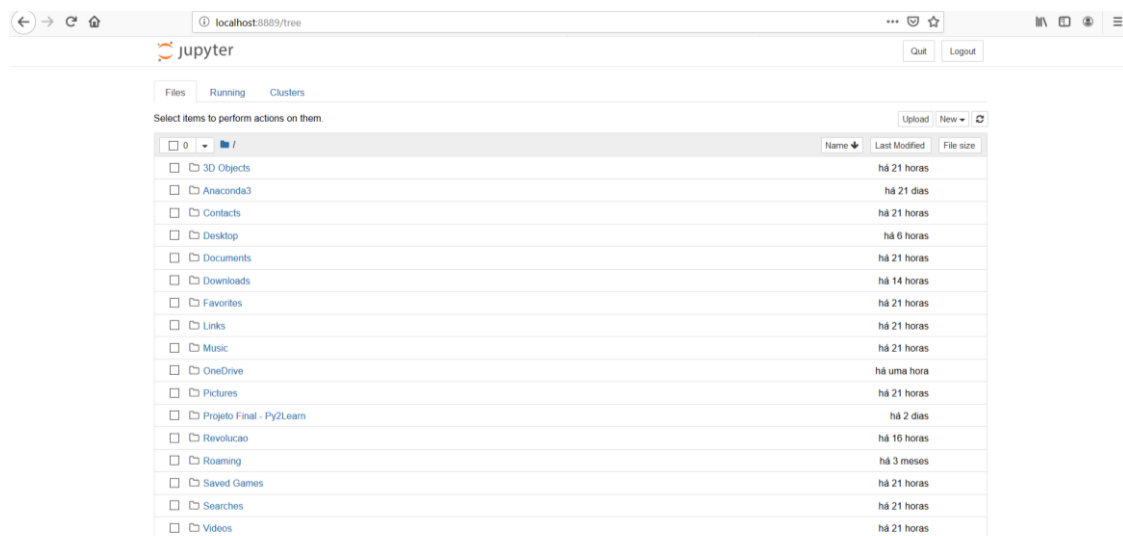 localhost:8889/tree
jupyter
Quit Logout
Files Running Clusters
Select items to perform actions on them.
Upload New
0 / Name Last Modified File size
3D Objects há 21 horas
Anaconda3 há 21 dias
Contacts há 21 horas
Desktop há 6 horas
Documents há 21 horas
Downloads há 14 horas
Favorites há 21 horas
Links há 21 horas
Music há 21 horas
OneDrive há uma hora
Pictures há 21 horas
Projeto Final - Py2Learn há 2 dias
Revolucao há 16 horas
Roaming há 3 meses
Saved Games há 21 horas
Searches há 21 horas
Videos há 21 horas